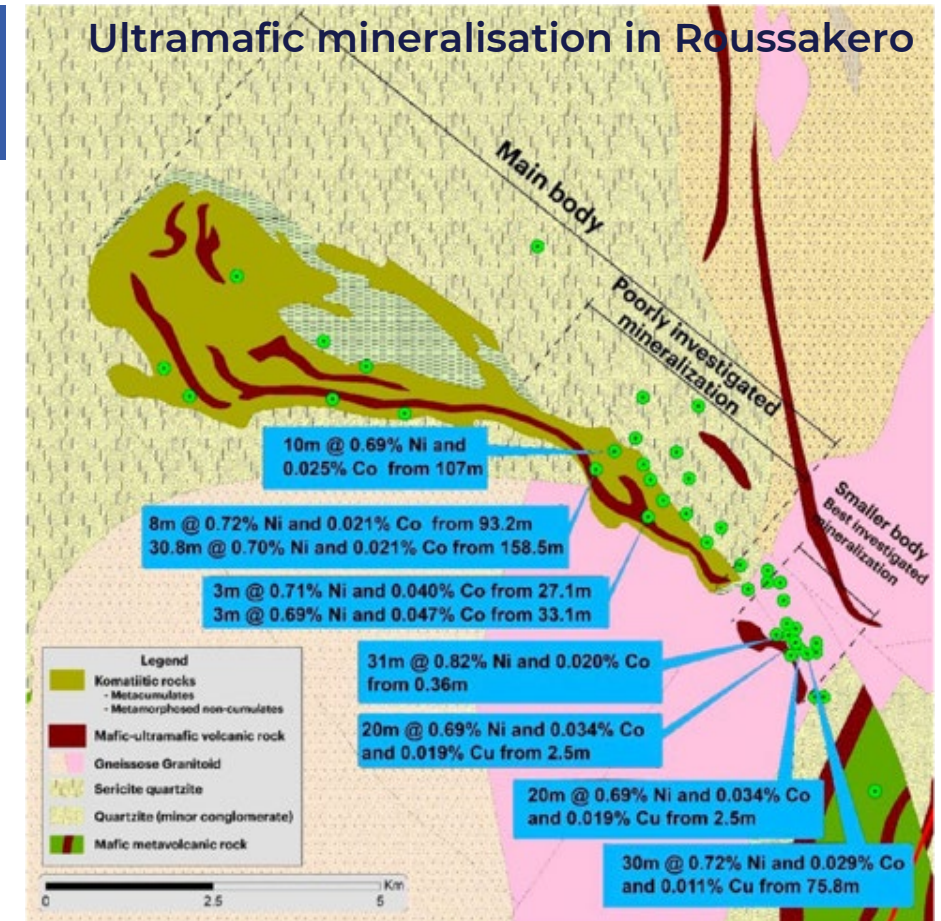 Ultramafic mineralisation in Roussakero
Main body
Poorly investigated
mineralization
Smaller body
Best investigated
mineralization
10m @ 0.69% Ni and
0.025% Co from 107m
8m @ 0.72% Ni and 0.021% Co from 93.2m
30.8m @ 0.70% Ni and 0.021% Co from 158.5m
3m @ 0.71% Ni and 0.040% Co from 27.1m
3m @ 0.69% Ni and 0.047% Co from 33.1m
31m @ 0.82% Ni and 0.020% Co
from 0.36m
20m @ 0.69% Ni and 0.034% Co
and 0.019% Cu from 2.5m
20m @ 0.69% Ni and 0.034% Co
and 0.019% Cu from 2.5m
30m @ 0.72% Ni and 0.029% Co
and 0.011% Cu from 75.8m
Legend
Komatiitic rocks
- Metacumulates
- Metamorphosed non-cumulates
Mafic-ultramafic volcanic rock
Gneissose Granitoid
Sericite quartzite
Quartzite (minor conglomerate)
Mafic metavolcanic rock
Km
0 2.5 5